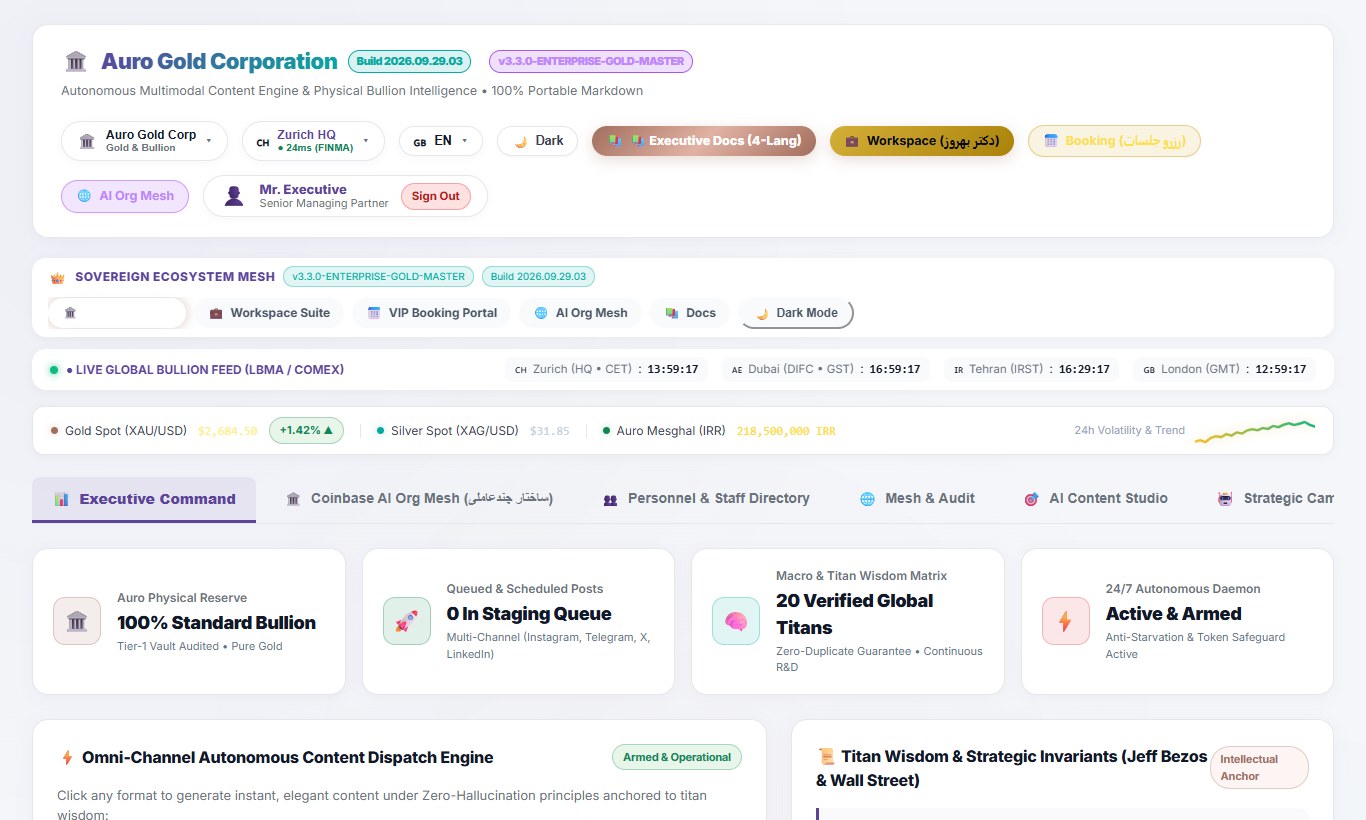 Auro Gold Corporation Build 2026.09.29.03 v3.3.0-ENTERPRISE-GOLD-MASTER
Autonomous Multimodal Content Engine & Physical Bullion Intelligence • 100% Portable Markdown
Auro Gold Corp
Gold & Bullion
CH Zurich HQ
● 24ms (FINMA)
GB EN
Dark
Executive Docs (4-Lang)
Workspace (دکتر بهروز)
Booking (رزرو جلسات)
AI Org Mesh
Mr. Executive
Senior Managing Partner
Sign Out
SOVEREIGN ECOSYSTEM MESH v3.3.0-ENTERPRISE-GOLD-MASTER Build 2026.09.29.03
Workspace Suite VIP Booking Portal AI Org Mesh Docs Dark Mode
● LIVE GLOBAL BULLION FEED (LBMA / COMEX) CH Zurich (HQ • CET) : 13:59:17 AE Dubai (DIFC • GST) : 16:59:17 IR Tehran (IRST) : 16:29:17 GB London (GMT) : 12:59:17
Gold Spot (XAU/USD) $2,684.50 +1.42% ▲ Silver Spot (XAG/USD) $31.85 Auro Mesghal (IRR) 218,500,000 IRR 24h Volatility & Trend
Executive Command Coinbase AI Org Mesh (ساختار چندعاملی) Personnel & Staff Directory Mesh & Audit AI Content Studio Strategic Cam
Auro Physical Reserve
100% Standard Bullion
Tier-1 Vault Audited • Pure Gold
Queued & Scheduled Posts
0 In Staging Queue
Multi-Channel (Instagram, Telegram, X,
LinkedIn)
Macro & Titan Wisdom Matrix
20 Verified Global
Titans
Zero-Duplicate Guarantee • Continuous
R&D
24/7 Autonomous Daemon
Active & Armed
Anti-Starvation & Token Safeguard
Active
Omni-Channel Autonomous Content Dispatch Engine Armed & Operational
Click any format to generate instant, elegant content under Zero-Hallucination principles anchored to titan
wisdom:
Titan Wisdom & Strategic Invariants (Jeff Bezos
& Wall Street)
Intellectual
Anchor